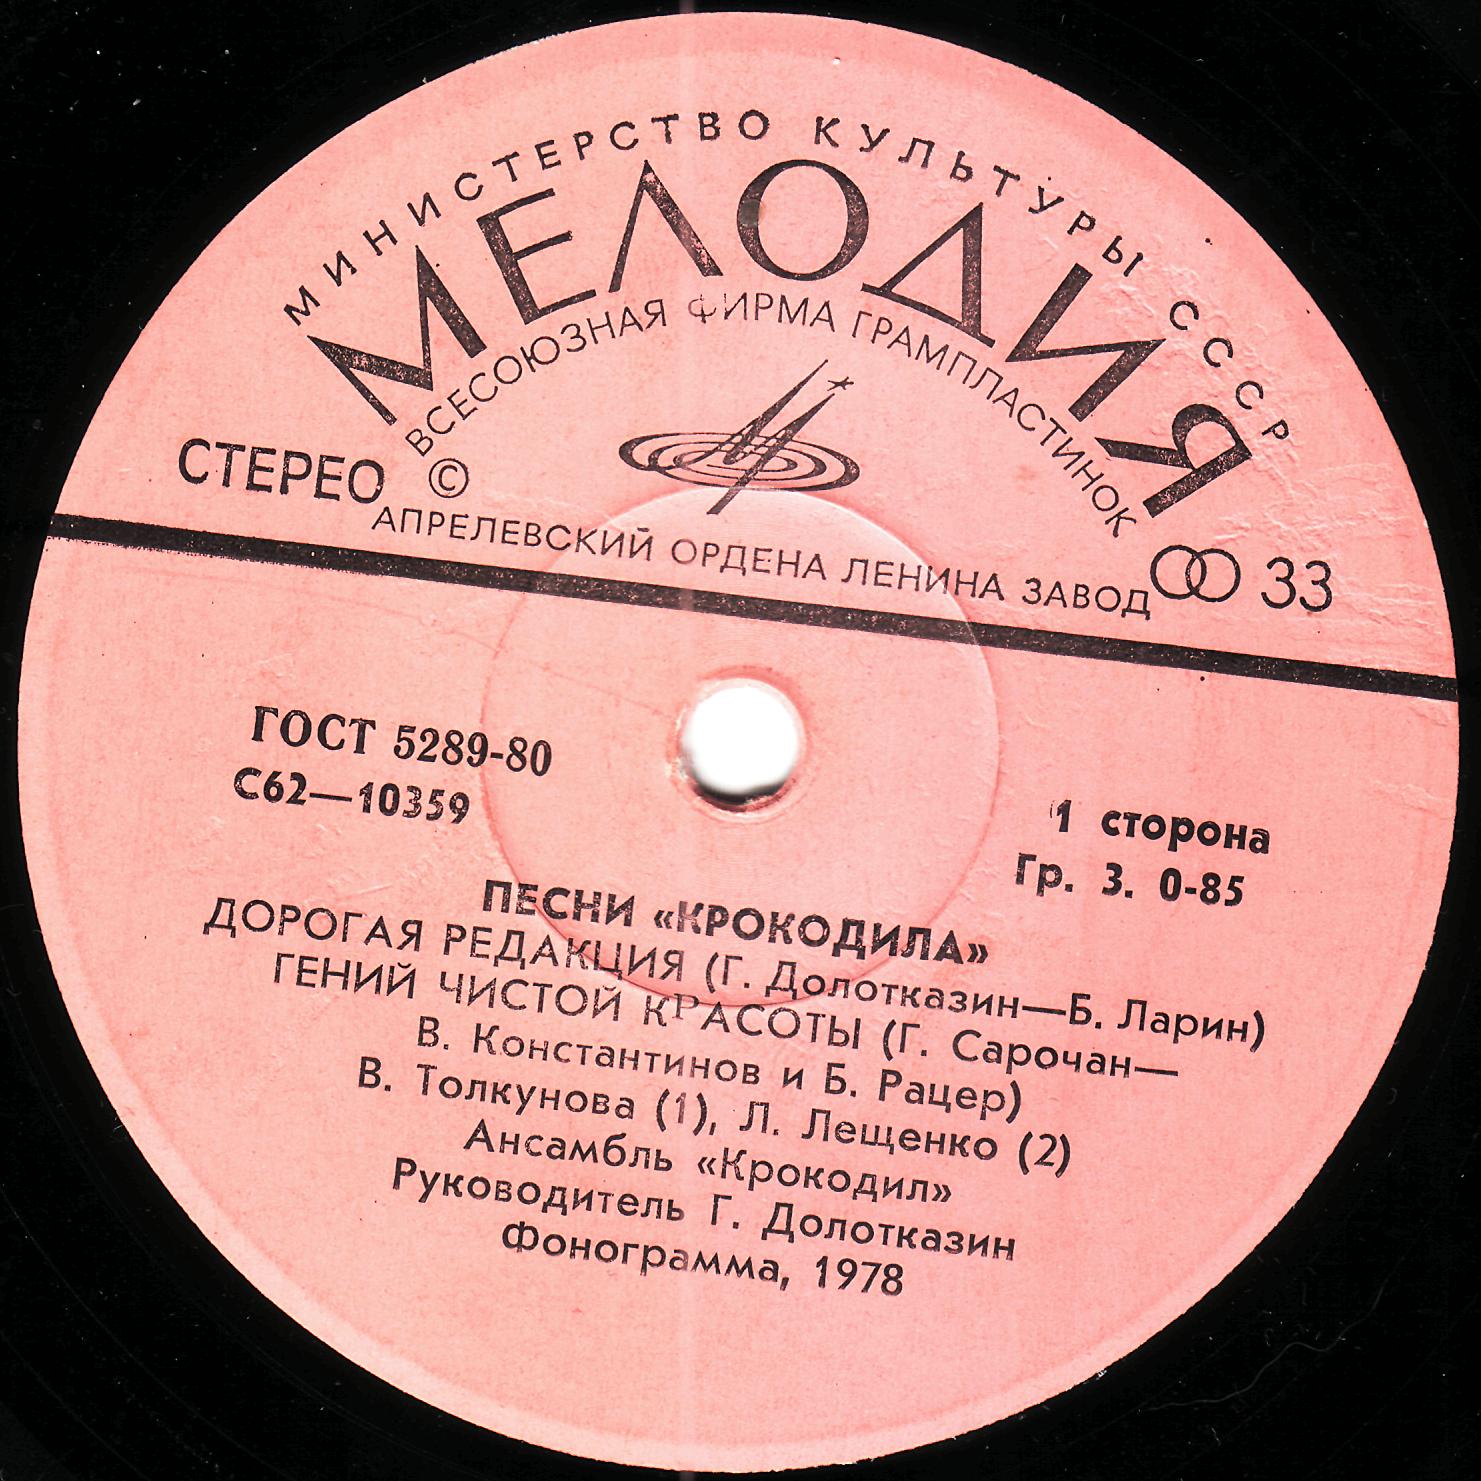 МИНИСТЕРСТВО КУЛЬТУРЫ СССР
МЕЛОДИЯ
ВСЕСОЮЗНАЯ ФИРМА ГРАМПЛАСТИНОК
СТЕРЕО ©
АПРЕЛЕВСКИЙ ОРДЕНА ЛЕНИНА ЗАВОД
33
ГОСТ 5289-80
С62—10359
1 сторона
Гр. 3. 0-85
ПЕСНИ «КРОКОДИЛА»
ДОРОГАЯ РЕДАКЦИЯ (Г. Долотказин—Б. Ларин)
ГЕНИЙ ЧИСТОЙ КРАСОТЫ (Г. Сарочан—
В. Константинов и Б. Рацер)
В. Толкунова (1), Л. Лещенко (2)
Ансамбль «Крокодил»
Руководитель Г. Долотказин
Фонограмма, 1978